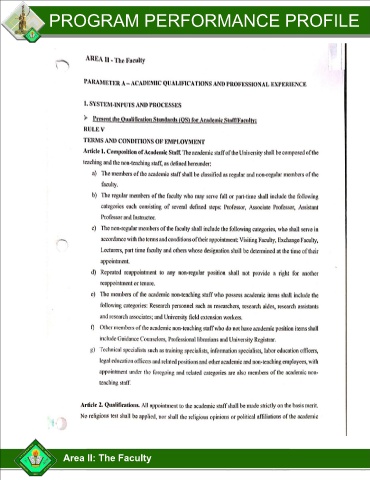 PROGRAM PERFORMANCE PROFILE
AREA II - The Faculty
PARAMETER A – ACADEMIC QUALIFICATIONS AND PROFESSIONAL EXPERIENCE
I. SYSTEM-INPUTS AND PROCESSES
➢ Present the Qualification Standards (QS) for Academic Staff/Faculty:
RULE V
TERMS AND CONDITIONS OF EMPLOYMENT
Article 1. Composition of Academic Staff. The academic staff of the University shall be composed of the
teaching and the non-teaching staff, as defined hereunder:
a) The members of the academic staff shall be classified as regular and non-regular members of the
faculty.
b) The regular members of the faculty who may serve full or part-time shall include the following
categories each consisting of several defined steps: Professor, Associate Professor, Assistant
Professor and Instructor.
c) The non-regular members of the faculty shall include the following categories, who shall serve in
accordance with the terms and conditions of their appointment: Visiting Faculty, Exchange Faculty,
Lecturers, part time faculty and others whose designation shall be determined at the time of their
appointment.
d) Repeated reappointment to any non-regular position shall not provide a right for another
reappointment or tenure.
e) The members of the academic non-teaching staff who possess academic items shall include the
following categories: Research personnel such as researchers, research aides, research assistants
and research associates; and University field extension workers.
f) Other members of the academic non-teaching staff who do not have academic position items shall
include Guidance Counselors, Professional librarians and University Registrar.
g) Technical specialists such as training specialists, information specialists, labor education officers,
legal education officers and related positions and other academic and non-teaching employees, with
appointment under the foregoing and related categories are also members of the academic non-
teaching staff.
Article 2. Qualifications. All appointment to the academic staff shall be made strictly on the basis merit.
No religious test shall be applied, nor shall the religious opinions or political affiliations of the academic
Area II: The Faculty